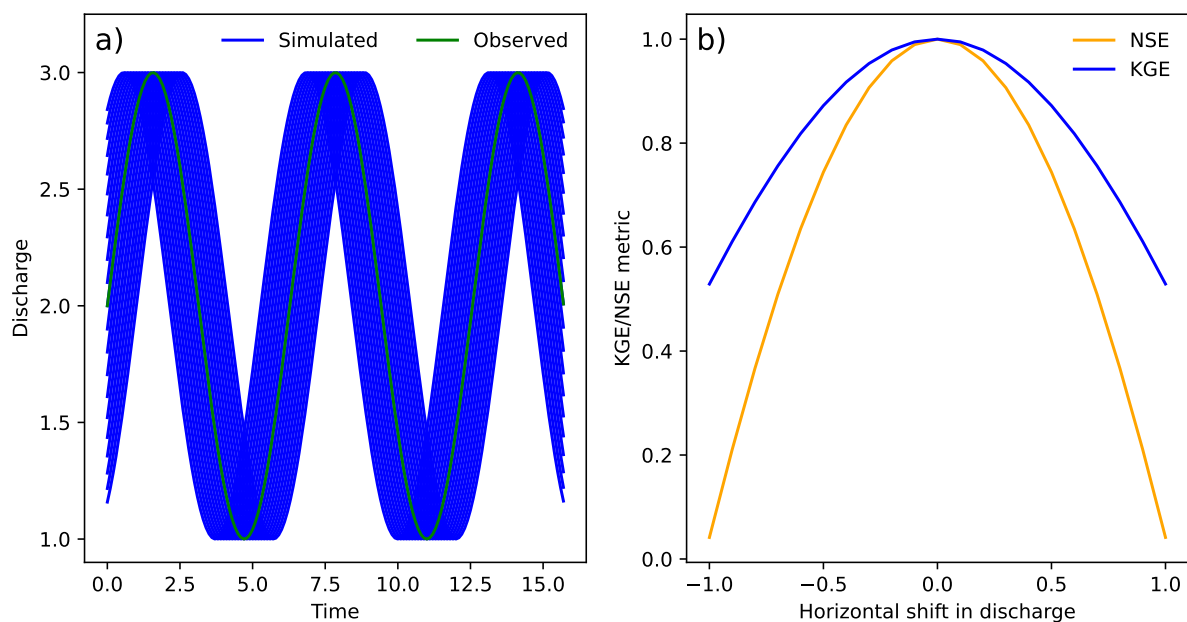 a)
Simulated
Observed
3.0
2.5
2.0
1.5
1.0
Discharge
0.0
2.5
5.0
7.5
10.0
12.5
15.0
Time
b)
NSE
KGE
1.0
0.8
0.6
0.4
0.2
0.0
KGE/NSE metric
−1.0
−0.5
0.0
0.5
1.0
Horizontal shift in discharge